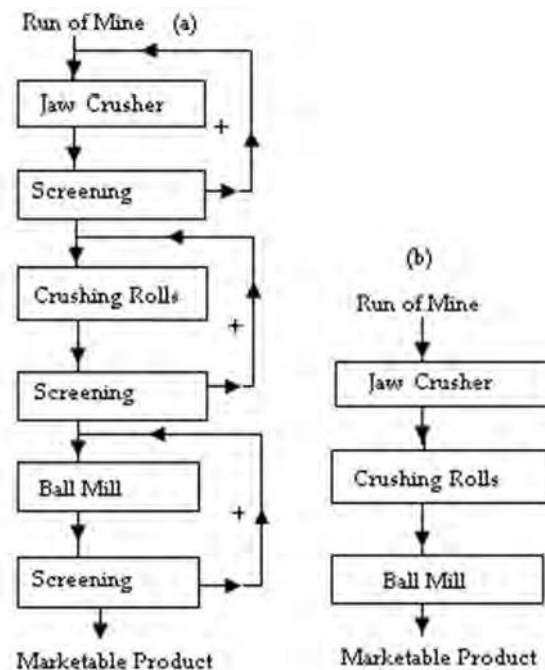 Run of Mine (a)
Jaw Crusher
+
Screening
Crushing Rolls
+
Screening
Ball Mill
+
Screening
Marketable Product
(b)
Run of Mine
Jaw Crusher
Crushing Rolls
Ball Mill
Marketable Product